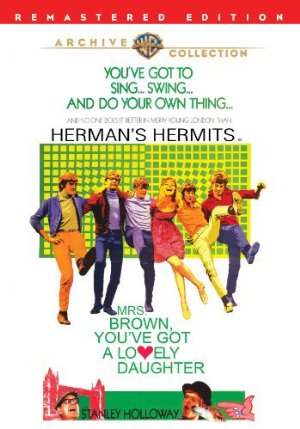 REMASTERED EDITION
ARCHIVE WB COLLECTION
YOU'VE GOT TO
SING... SWING...
AND DO YOUR OWN THING...
AND NO ONE DOES IT BETTER IN MERRY YOUNG LONDON THAN
HERMAN'S HERMITS in
MRS.
BROWN,
YOU'VE GOT
A LOVELY
DAUGHTER
STANLEY HOLLOWAY...